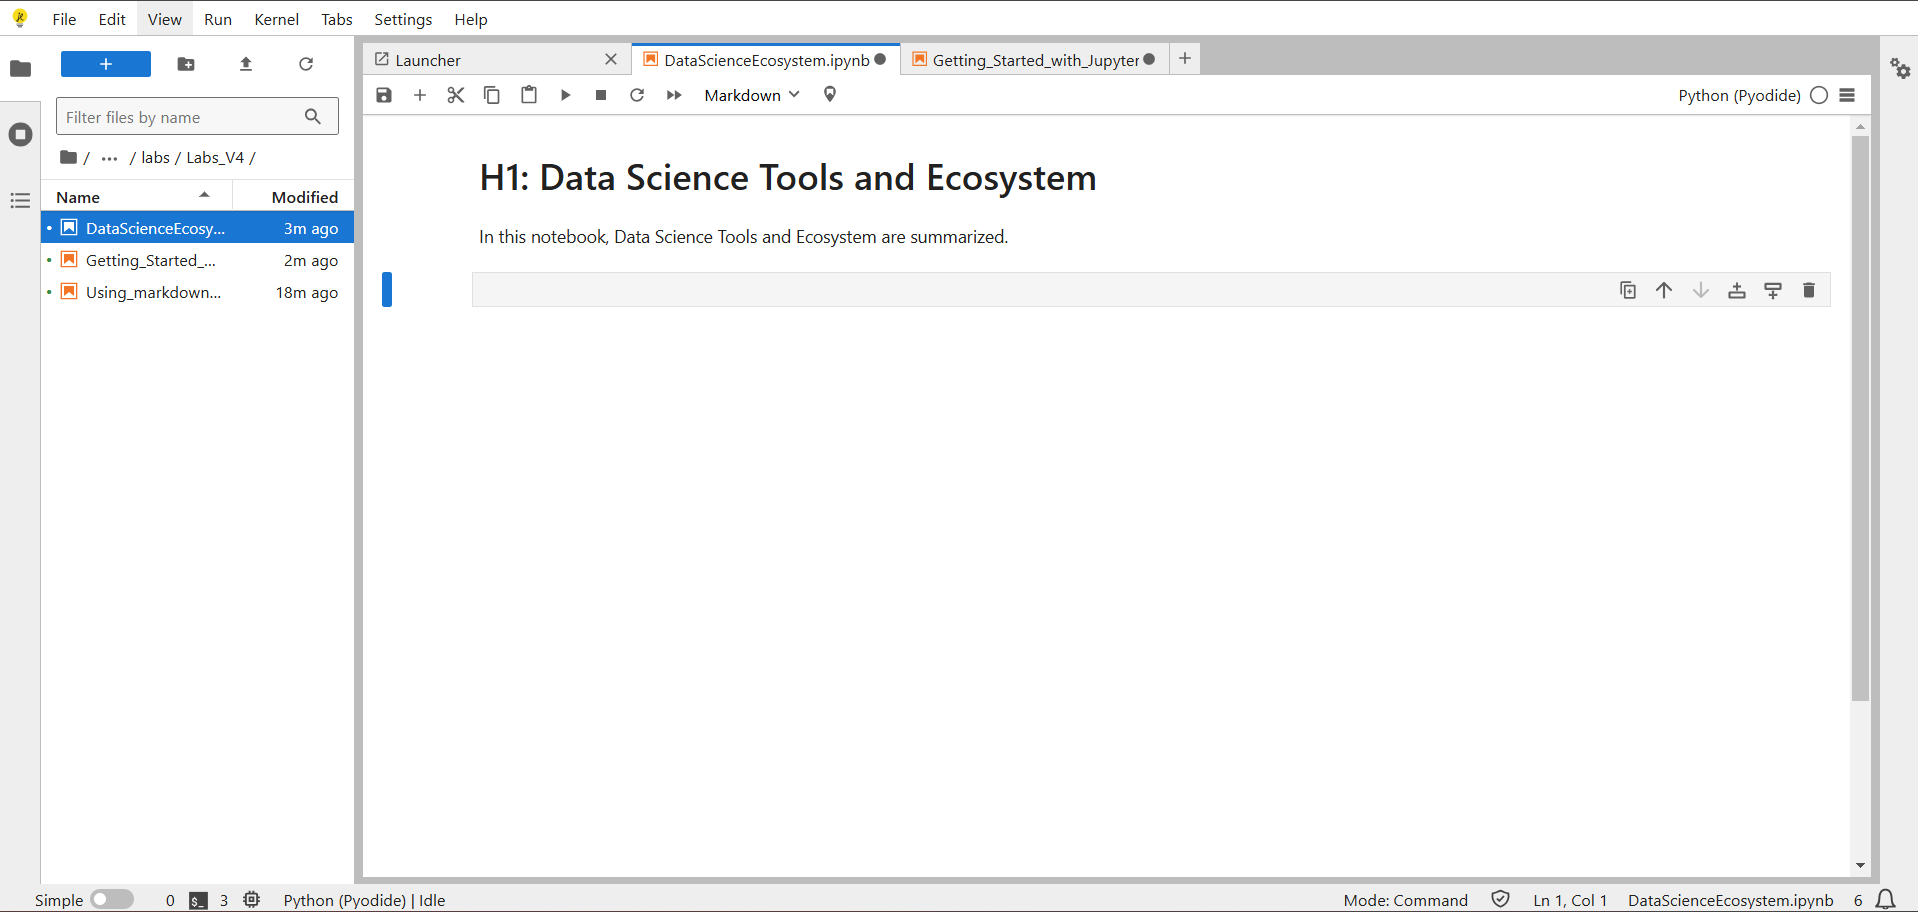 File Edit View Run Kernel Tabs Settings Help
+
Filter files by name
/ ... / labs / Labs_V4 /
Name Modified
DataScienceEcosy... 3m ago
Getting_Started_... 2m ago
Using_markdown... 18m ago
Launcher DataScienceEcosystem.ipynb Getting_Started_with_Jupyter +
Markdown Python (Pyodide)
H1: Data Science Tools and Ecosystem
In this notebook, Data Science Tools and Ecosystem are summarized.
Simple 0 $_ 3 Python (Pyodide) | Idle Mode: Command Ln 1, Col 1 DataScienceEcosystem.ipynb 6